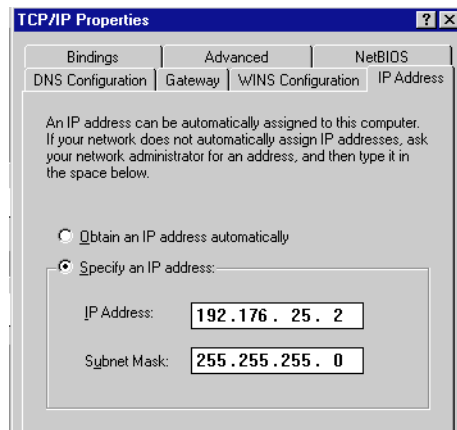 TCP/IP Properties ? ×
Bindings Advanced NetBIOS
DNS Configuration Gateway WINS Configuration IP Address
An IP address can be automatically assigned to this computer.
If your network does not automatically assign IP addresses, ask
your network administrator for an address, and then type it in
the space below.
Obtain an IP address automatically
Specify an IP address:
IP Address: 192.176. 25. 2
Subnet Mask: 255.255.255. 0